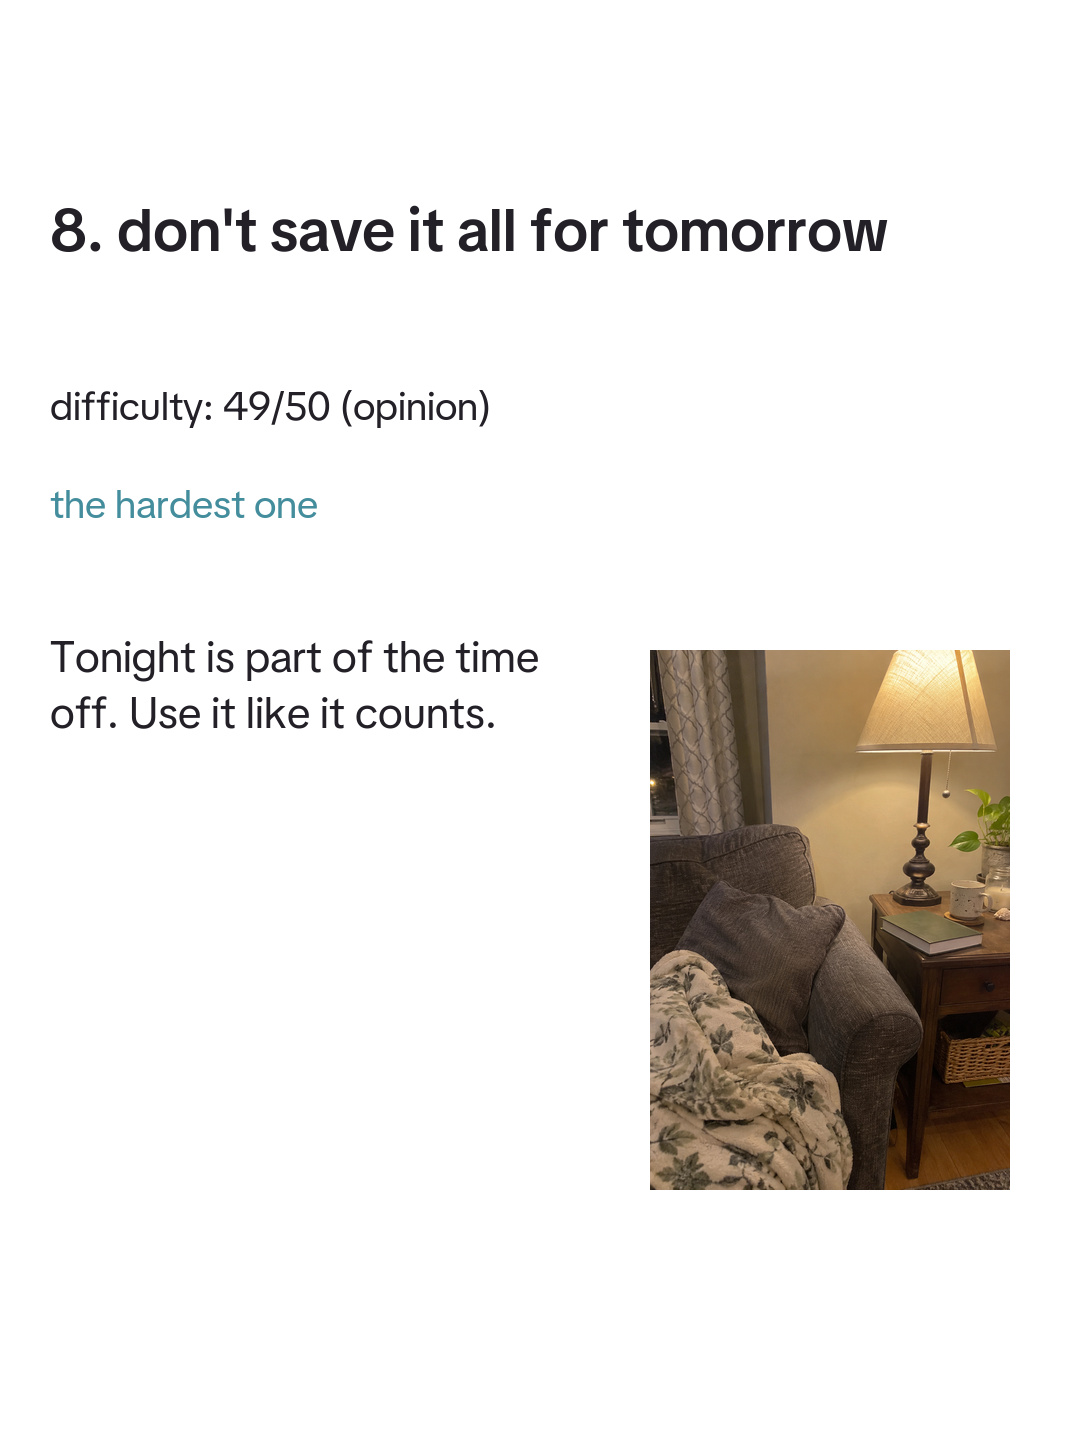 8. don't save it all for tomorrow
difficulty: 49/50 (opinion)
the hardest one
Tonight is part of the time
off. Use it like it counts.